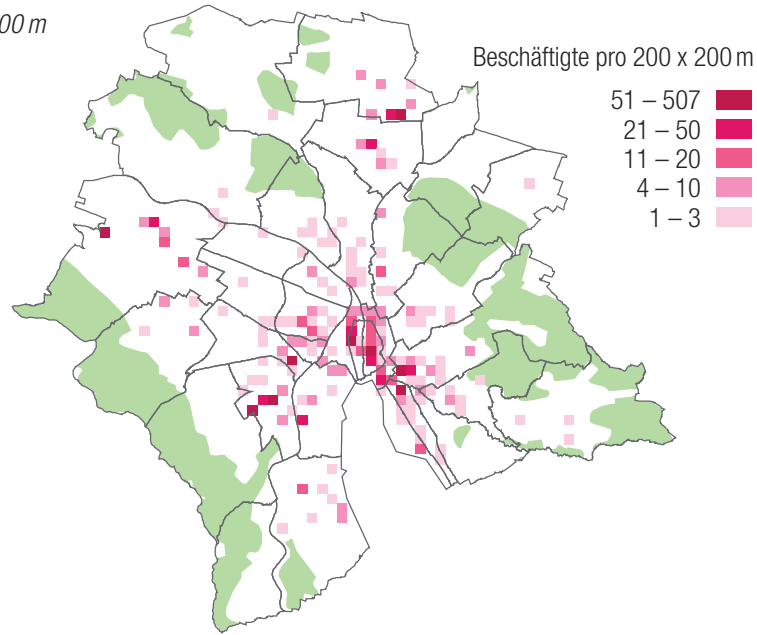 00 m
Beschäftigte pro 200 x 200 m
51 – 507
21 – 50
11 – 20
4 – 10
1 – 3